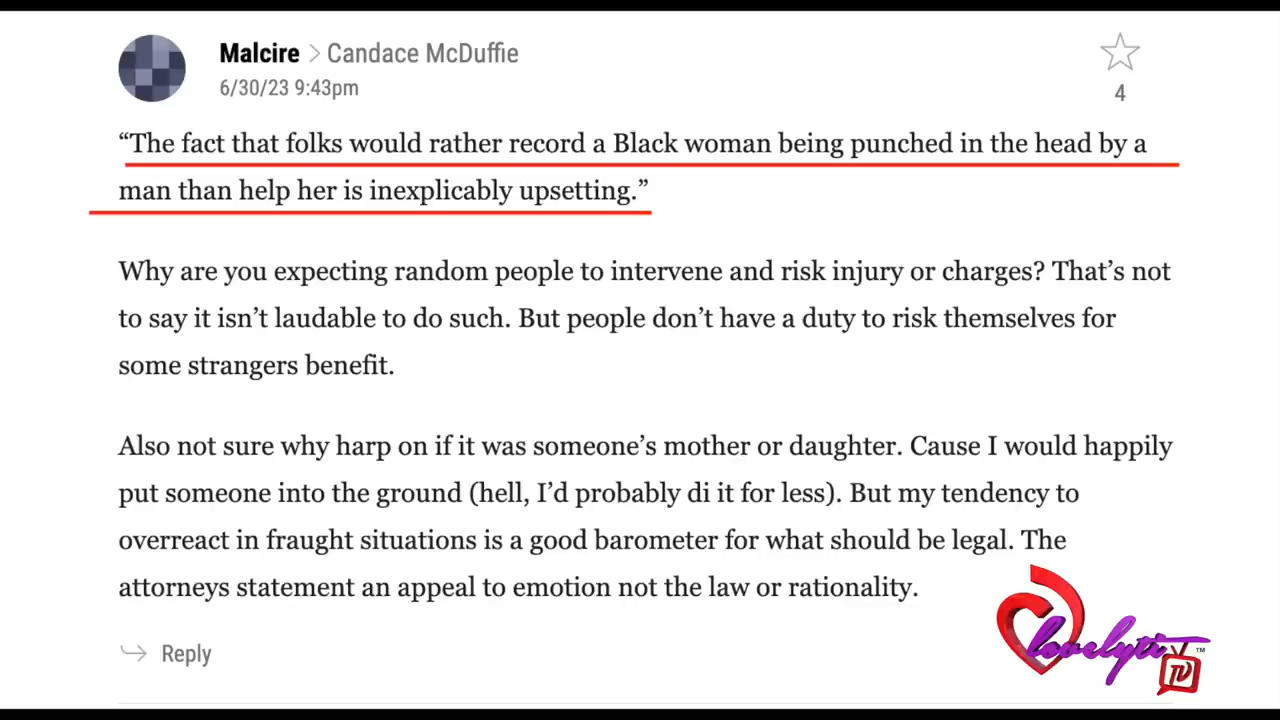 Malcire > Candace McDuffie
6/30/23 9:43pm
4
“The fact that folks would rather record a Black woman being punched in the head by a
man than help her is inexplicably upsetting.”
Why are you expecting random people to intervene and risk injury or charges? That’s not
to say it isn’t laudable to do such. But people don’t have a duty to risk themselves for
some strangers benefit.
Also not sure why harp on if it was someone’s mother or daughter. Cause I would happily
put someone into the ground (hell, I’d probably di it for less). But my tendency to
overreact in fraught situations is a good barometer for what should be legal. The
attorneys statement an appeal to emotion not the law or rationality.
lovelyti
TV
™
Reply